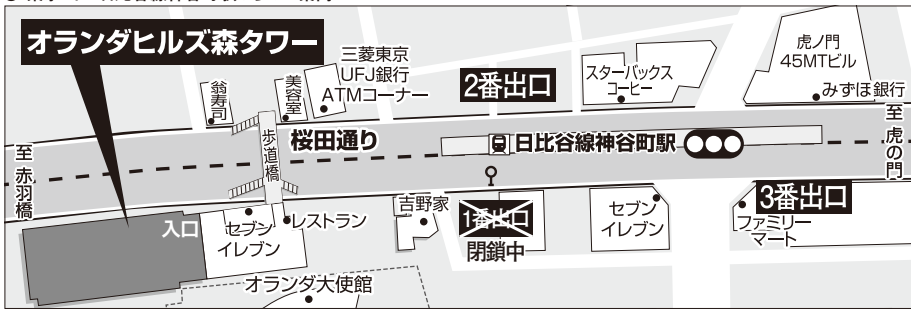 オランダヒルズ森タワー
翁寿司
美容室
三菱東京
UFJ銀行
ATMコーナー
2番出口
スターバックス
コーヒー
虎ノ門
45MTビル
みずほ銀行
至 赤羽橋
歩道橋
桜田通り
日比谷線神谷町駅
至 虎の門
入口
セブン
イレブン
レストラン
吉野家
1番出口
閉鎖中
セブン
イレブン
3番出口
ファミリー
マート
オランダ大使館